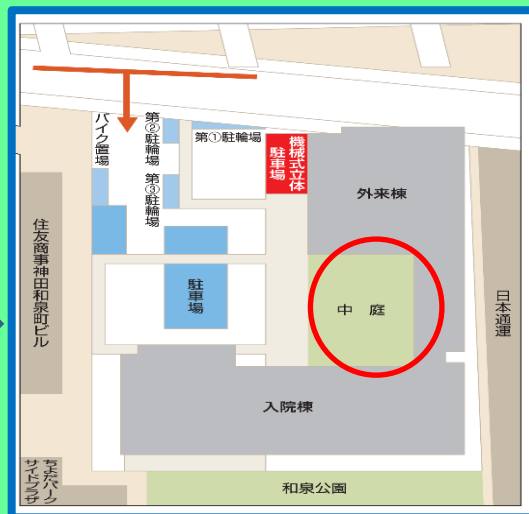 バイク置場
第②駐輪場
第③駐輪場
第①駐輪場
機械式立体
駐車場
外来棟
住友商事神田和泉町ビル
駐車場
中庭
日本通運
入院棟
ちよだパーク
サイドプラザ
和泉公園